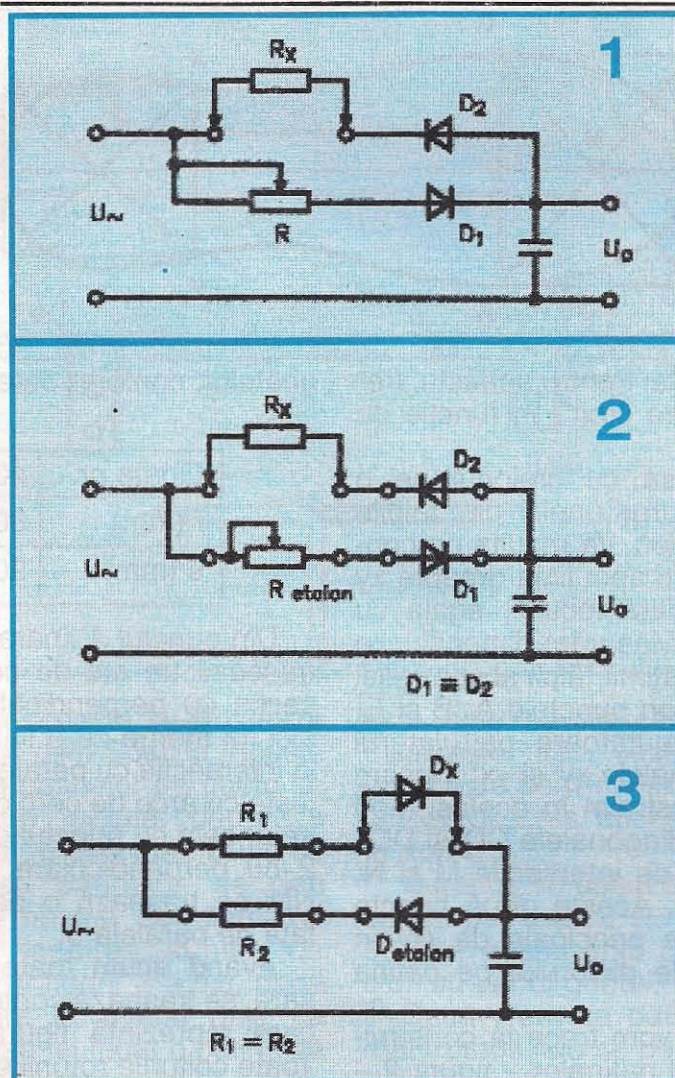 1
Rx
D2
U~
R
D1
Uo
2
Rx
D2
U~
R etalon
D1
Uo
D1 ≡ D2
3
Dx
R1
U~
R2
Detalon
Uo
R1 = R2